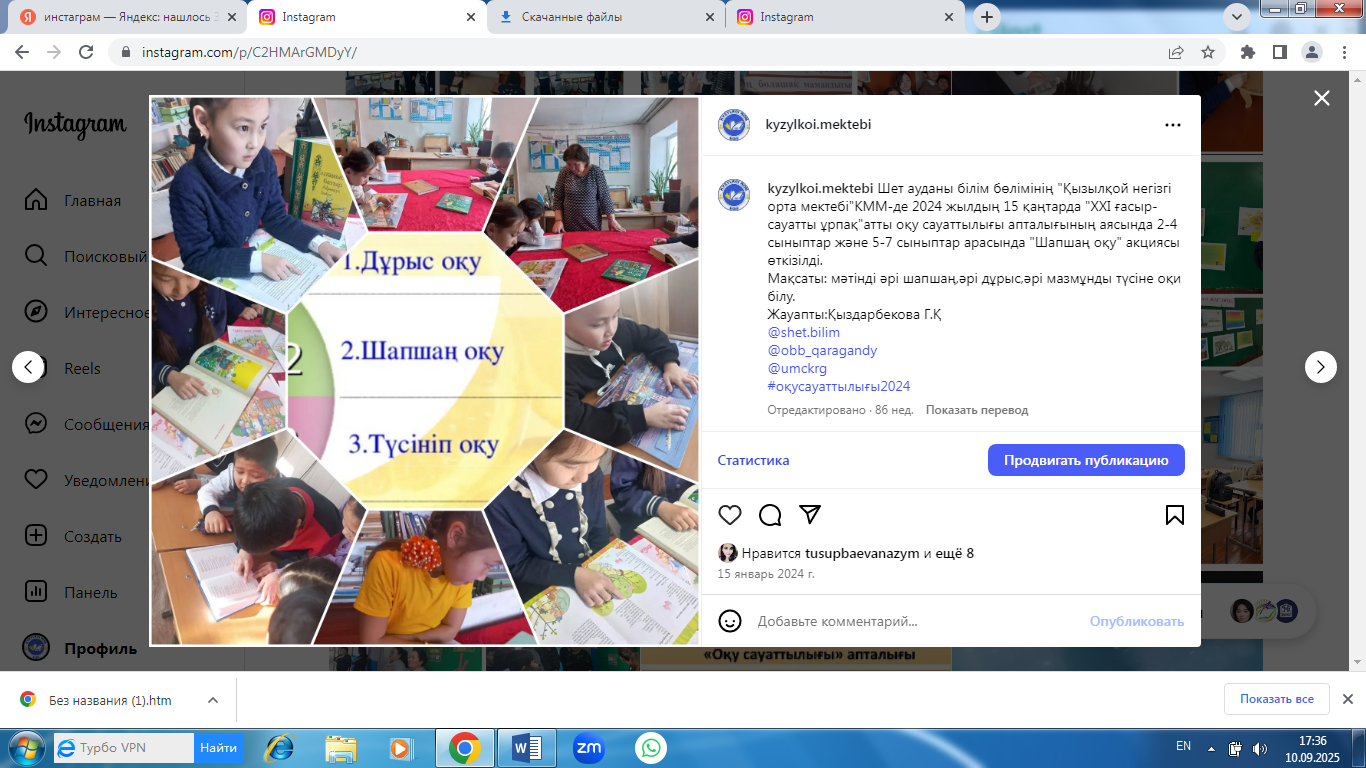 инстаграм — Яндекс: нашлось
Instagram
Скачанные файлы
Instagram
instagram.com/p/C2HMArGMDyY/
Instagram
Главная
Поисковый
Интересное
Reels
Сообщения
Уведомлени
Создать
Панель
Профиль
1.Дұрыс оқу
2.Шапшаң оқу
3.Түсініп оқу
2
kyzylkoi.mektebi
kyzylkoi.mektebi Шет ауданы білім бөлімінің "Қызылқой негізгі
орта мектебі"КММ-де 2024 жылдың 15 қаңтарда "XXI ғасыр-
сауатты ұрпақ"атты оқу сауаттылығы апталығының аясында 2-4
сыныптар және 5-7 сыныптар арасында "Шапшаң оқу" акциясы
өткізілді.
Мақсаты: мәтінді әрі шапшаң,әрі дұрыс,әрі мазмұнды түсіне оқи
білу.
Жауапты:Қыздарбекова Г.Қ
@shet.bilim
@obb_qaragandy
@umckrg
#оқусауаттылығы2024
Отредактировано · 86 нед. Показать перевод
Статистика
Продвигать публикацию
Нравится tusupbaevanazym и ещё 8
15 январь 2024 г.
Добавьте комментарий...
Опубликовать
«Оқу сауаттылығы» апталығы
Без названия (1).htm
Показать все
Турбо VPN
Найти
zm
EN
17:36
10.09.2025